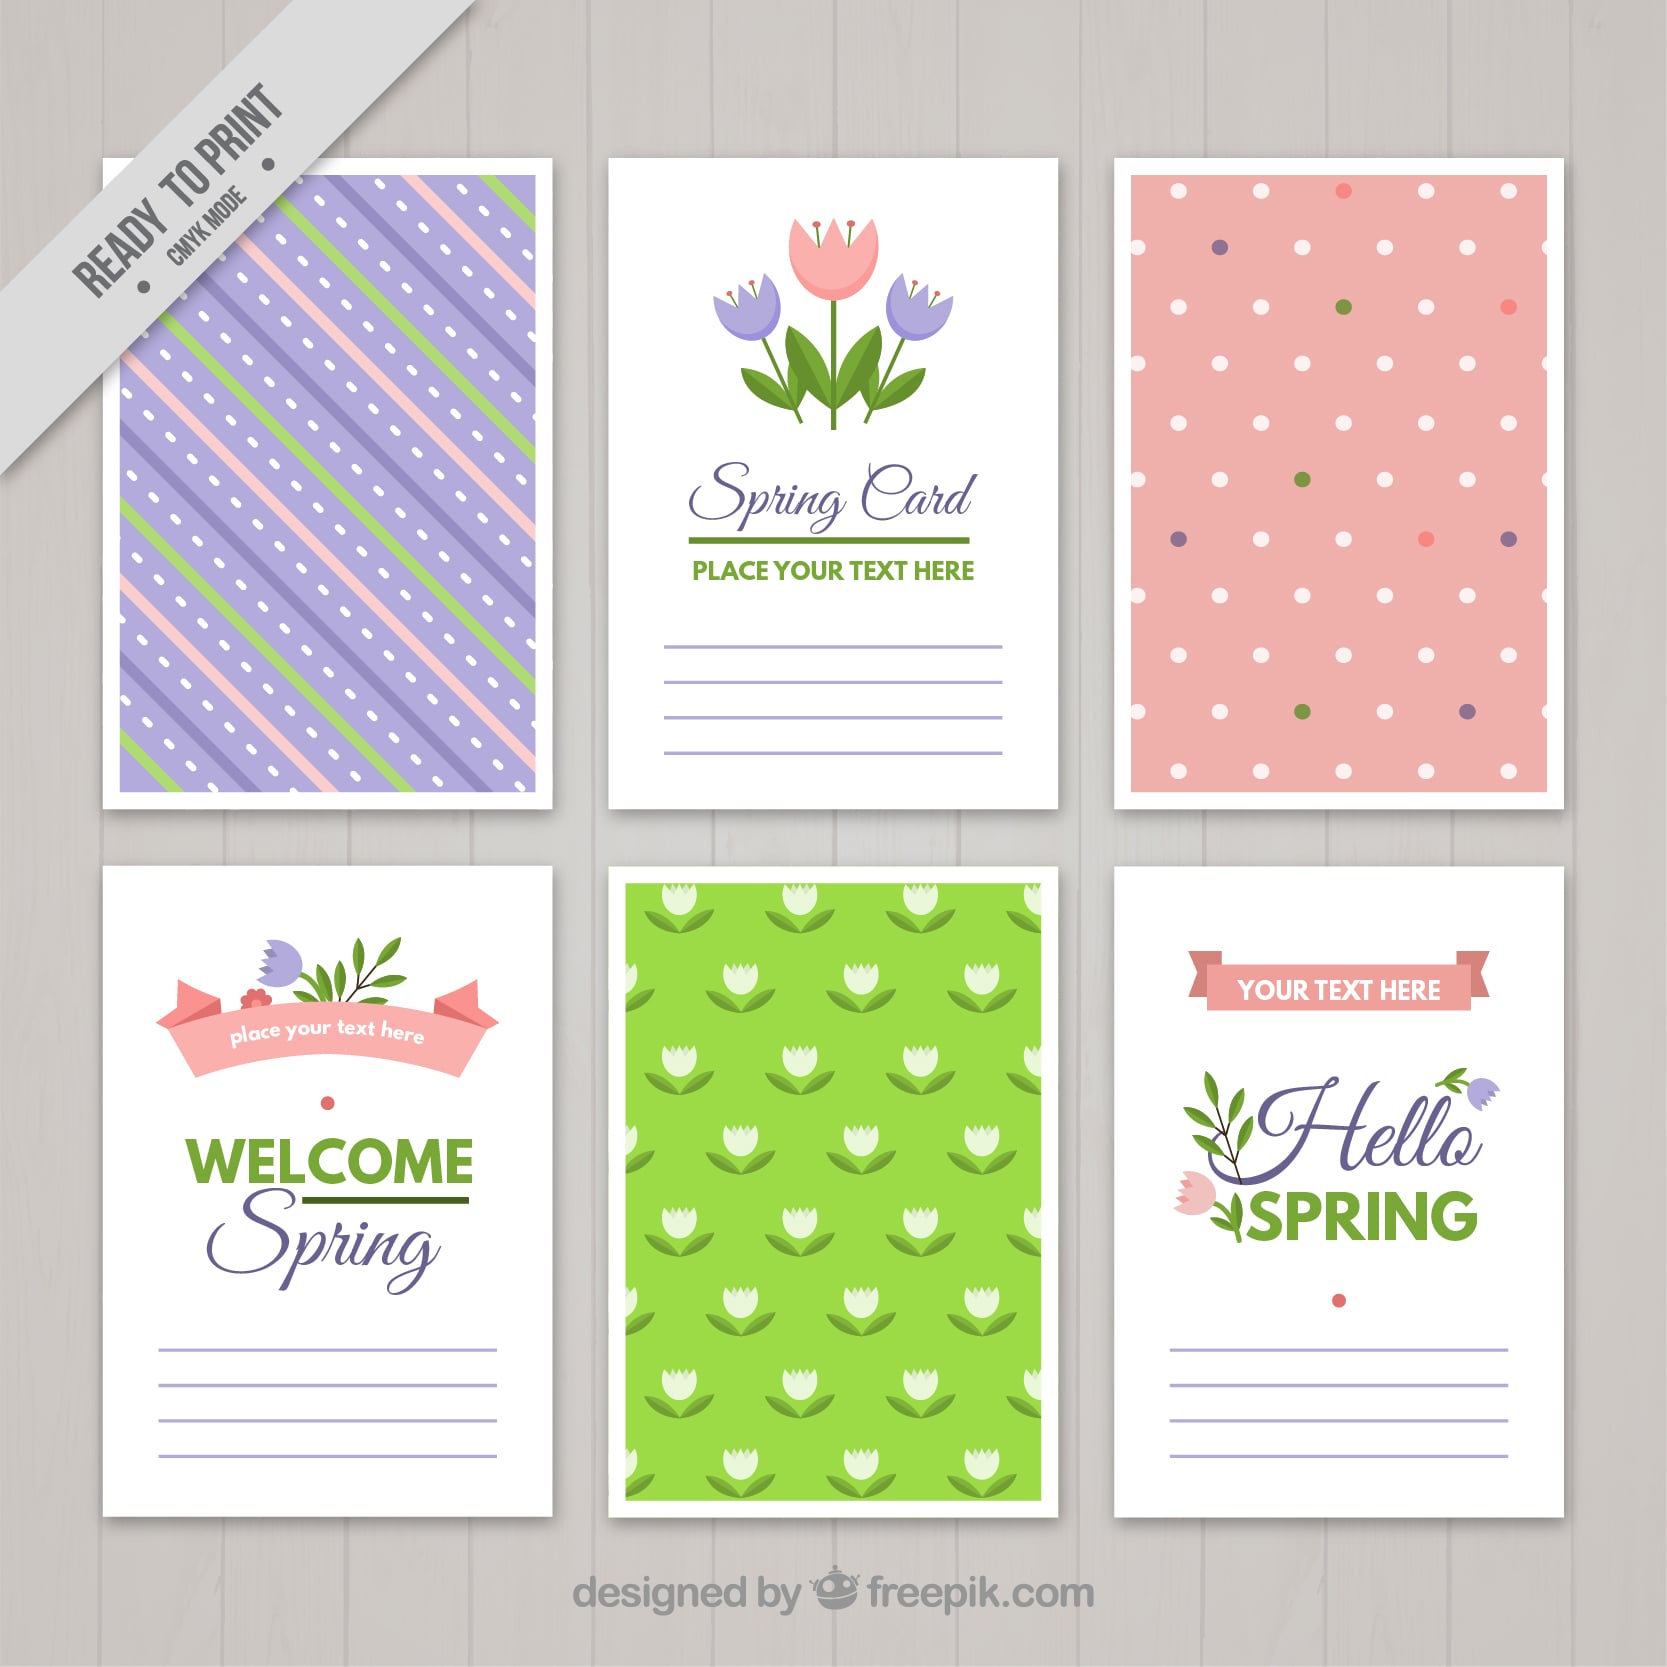 READY TO PRINT
CMYK MODE
Spring Card
PLACE YOUR TEXT HERE
place your text here
WELCOME
Spring
YOUR TEXT HERE
Hello
SPRING
designed by freepik.com